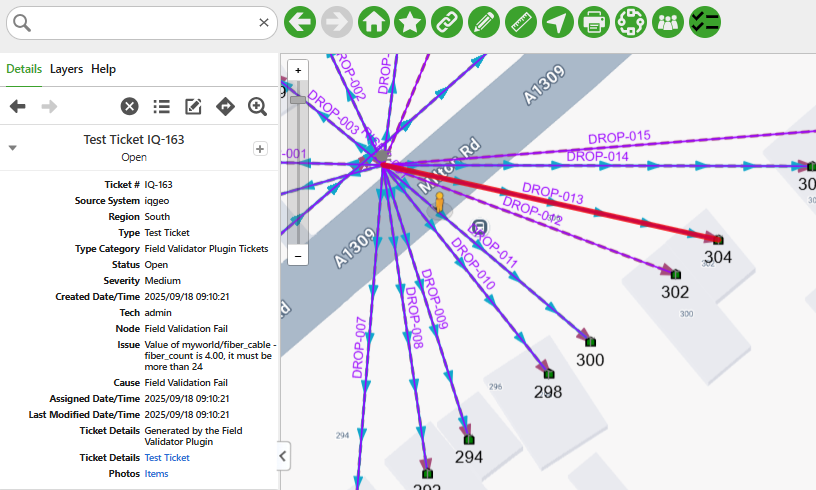 Details Layers Help
Test Ticket IQ-163
Open
Ticket # IQ-163
Source System iqgeo
Region South
Type Test Ticket
Type Category Field Validator Plugin Tickets
Status Open
Severity Medium
Created Date/Time 2025/09/18 09:10:21
Tech admin
Node Field Validation Fail
Issue Value of myworld/fiber_cable -
fiber_count is 4.00, it must be
more than 24
Cause Field Validation Fail
Assigned Date/Time 2025/09/18 09:10:21
Last Modified Date/Time 2025/09/18 09:10:21
Ticket Details Generated by the Field
Validator Plugin
Ticket Details Test Ticket
Photos Items
+
−
DROP-002
DROP-
A1309
DROP-003
DROP-015
-001
DROP-014
Milton Rd
DROP-013
DROP-012
30
DROP-011
A1309
DROP-010
304
302
302
300
DROP-009
DROP-008
DROP-007
300
298
296
294
294
292